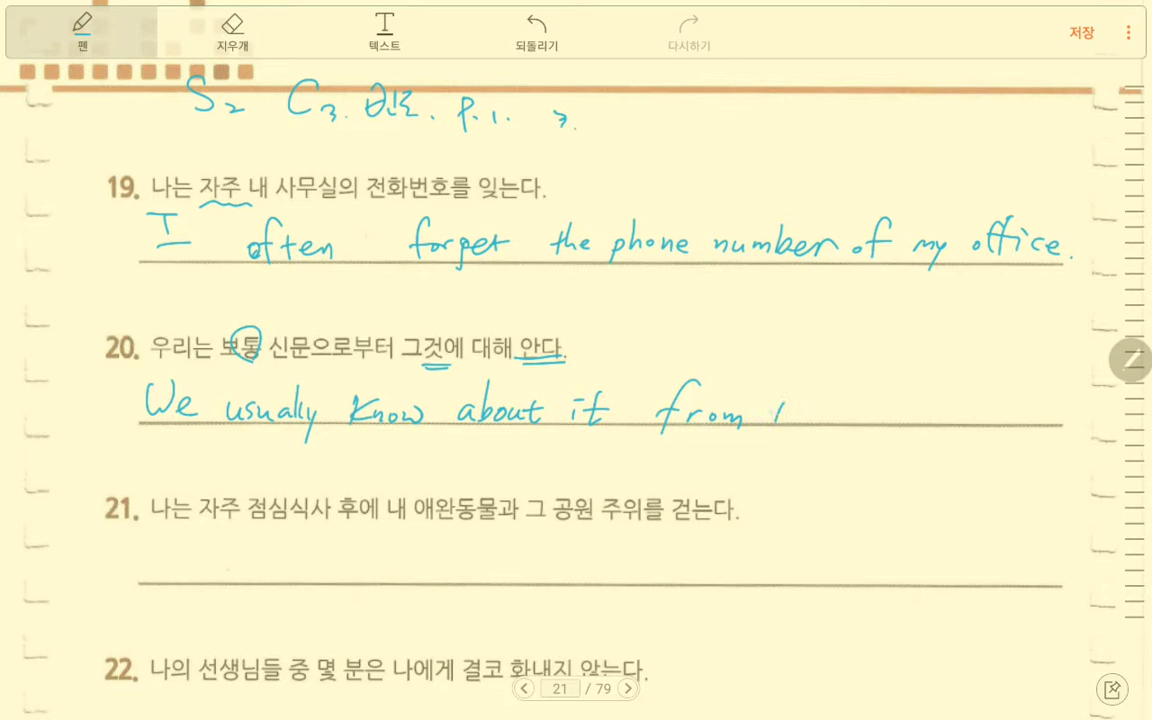 펜 지우개 텍스트 되돌리기 다시하기 저장
S2 C3. P.1. 3.
19. 나는 자주 내 사무실의 전화번호를 잊는다.
I often forget the phone number of my office.
20. 우리는 보통 신문으로부터 그것에 대해 안다.
We usually know about it from
21. 나는 자주 점심식사 후에 내 애완동물과 그 공원 주위를 걷는다.
22. 나의 선생님들 중 몇 분은 나에게 결코 화내지 않는다.
21 / 79